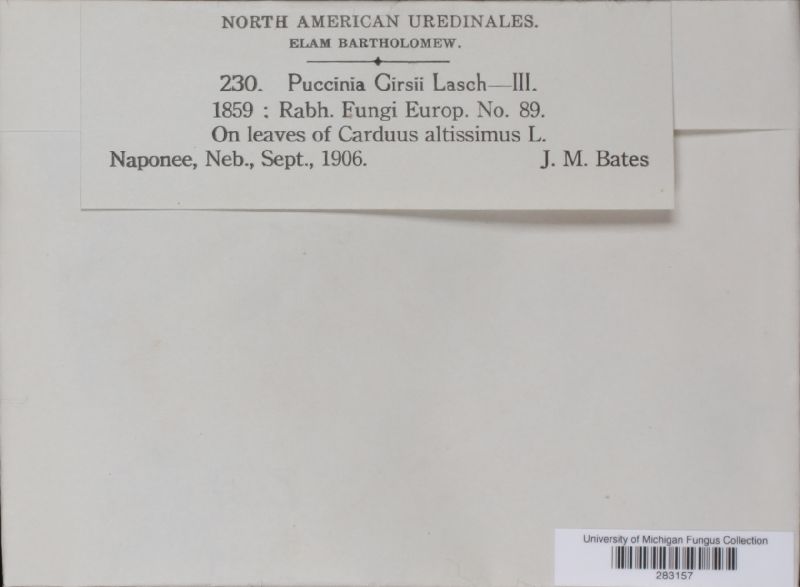 NORTH AMERICAN UREDINALES.
ELAM BARTHOLOMEW.
230. Puccinia Cirsii Lasch—III.
1859 : Rabh. Fungi Europ. No. 89.
On leaves of Carduus altissimus L.
Naponee, Neb., Sept., 1906. J. M. Bates
University of Michigan Fungus Collection
283157